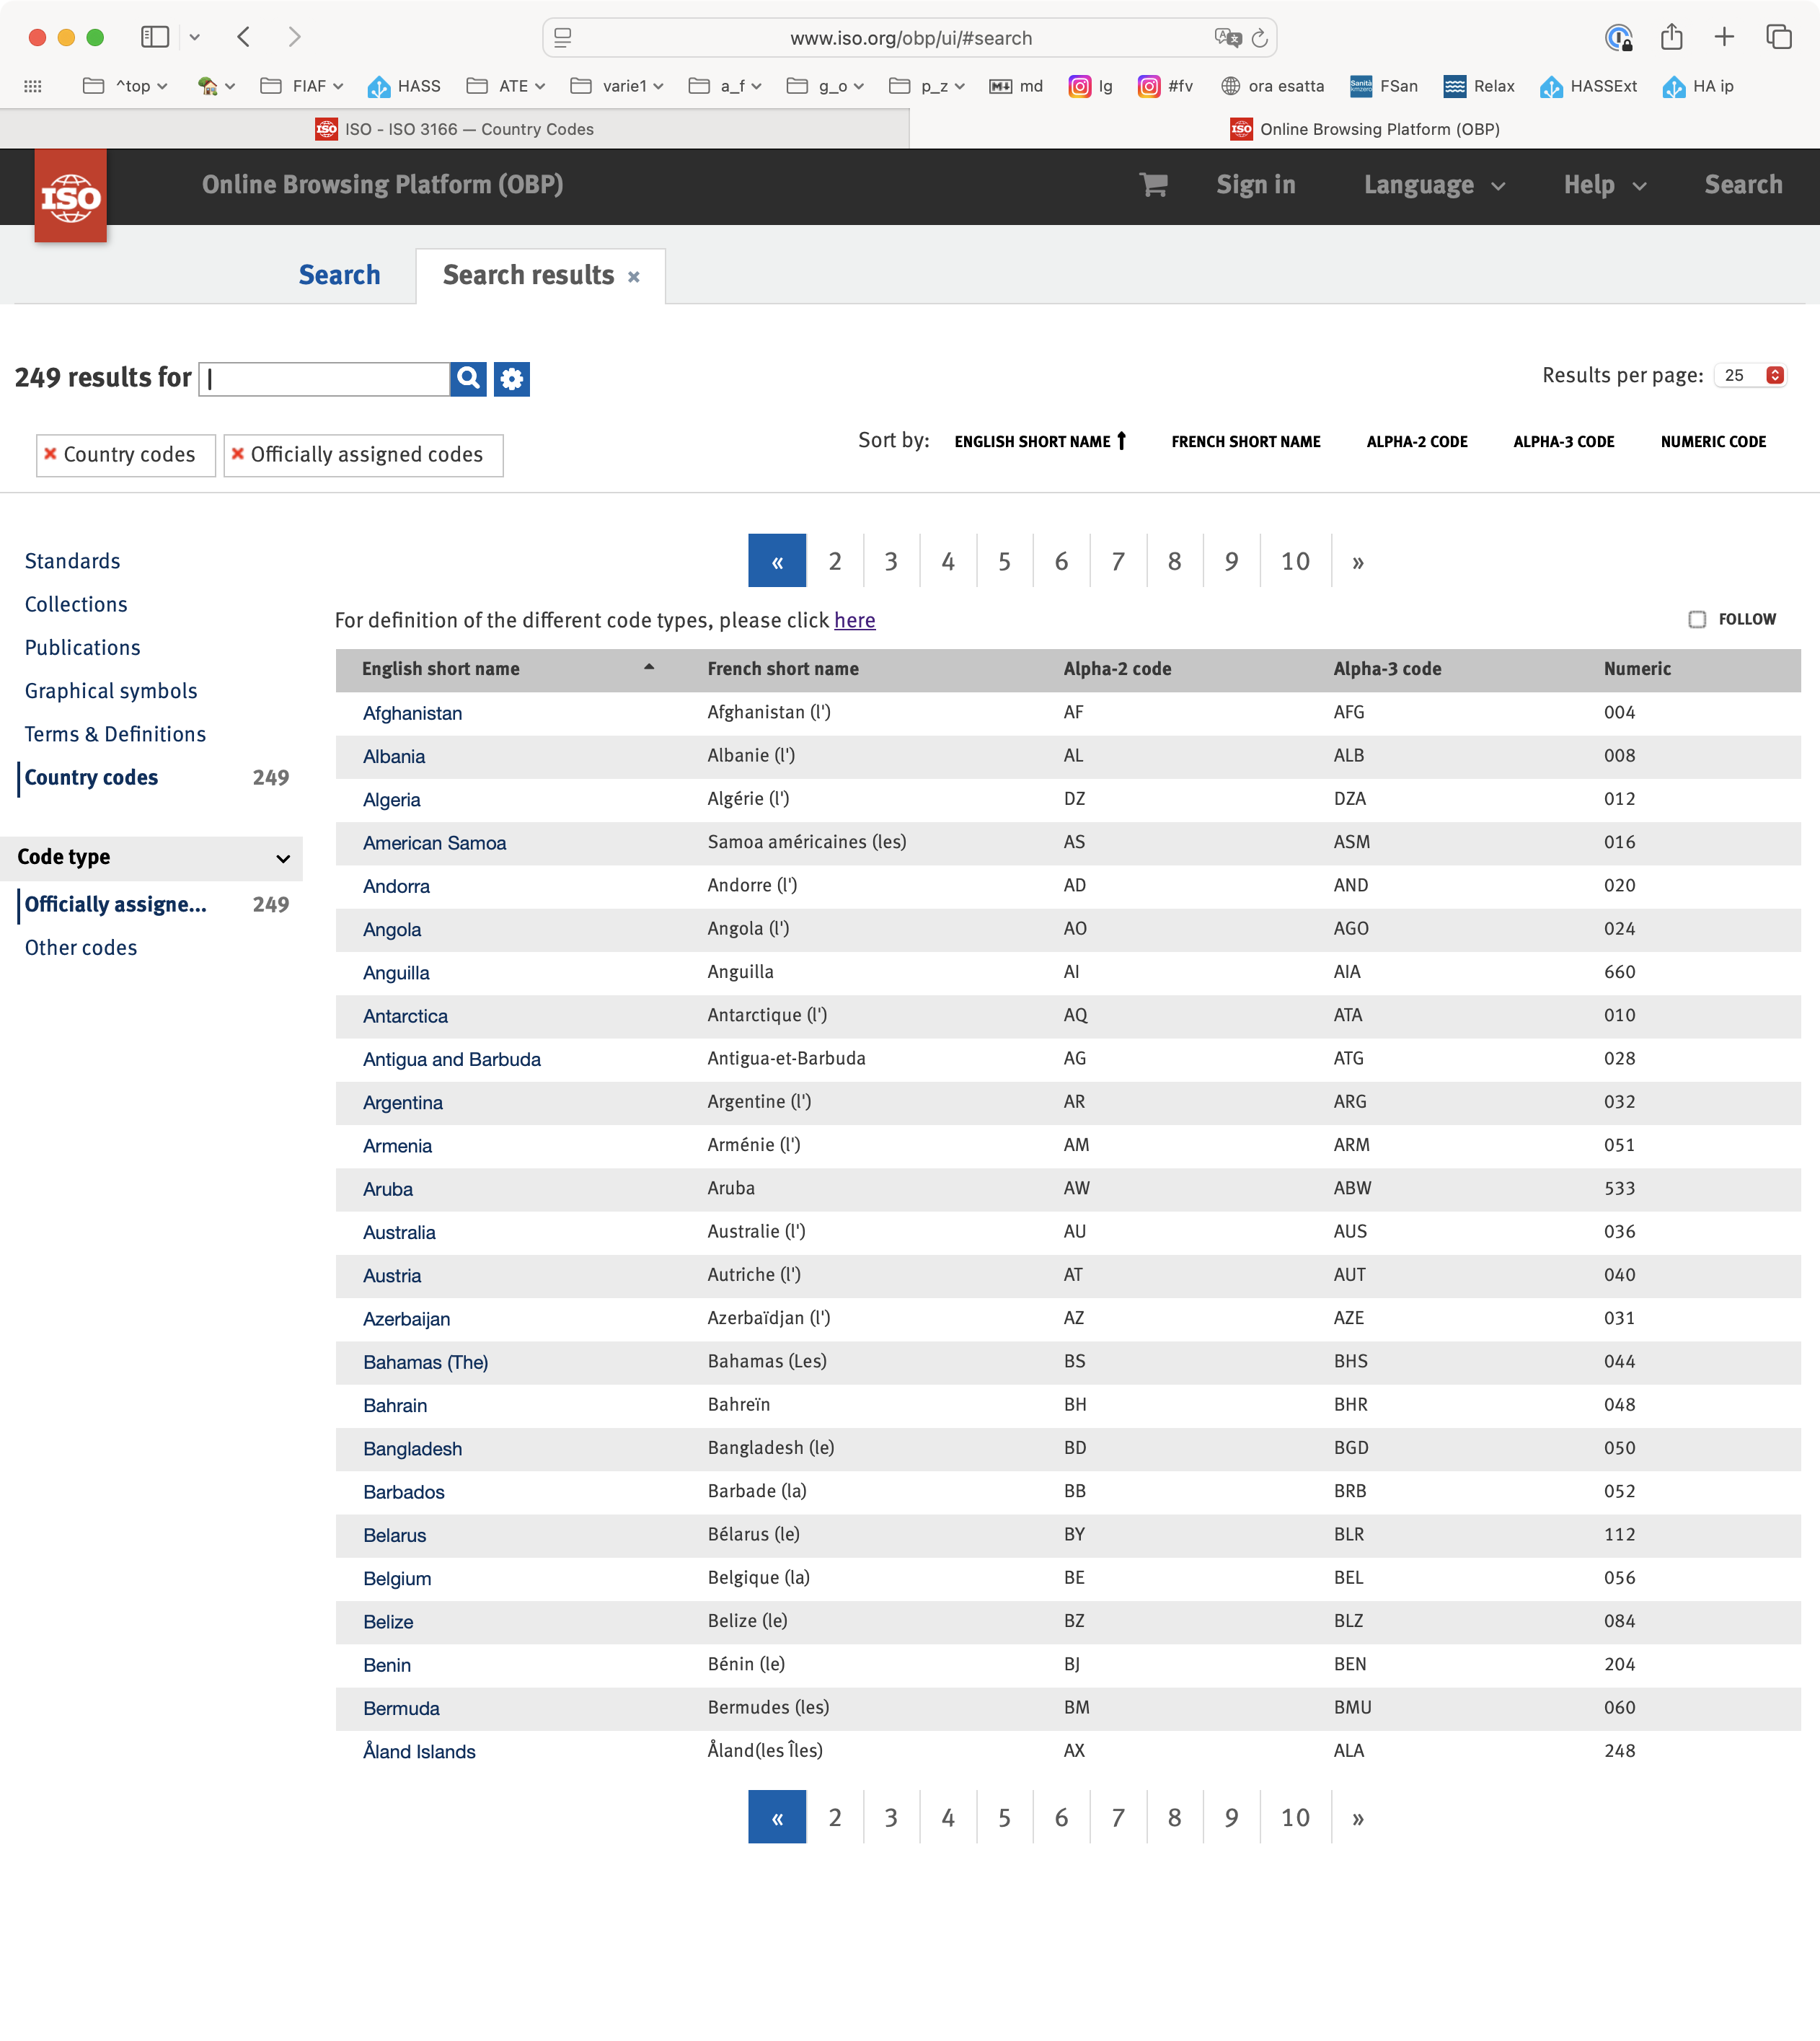 www.iso.org/obp/ui/#search
^top FIAF HASS ATE varie1 a_f g_o p_z md Ig #fv ora esatta FSan Relax HASSExt HA ip
ISO - ISO 3166 — Country Codes Online Browsing Platform (OBP)
ISO Online Browsing Platform (OBP) Sign in Language Help Search
Search Search results ×
249 results for Results per page: 25
Country codes Officially assigned codes Sort by: ENGLISH SHORT NAME FRENCH SHORT NAME ALPHA-2 CODE ALPHA-3 CODE NUMERIC CODE
Standards
Collections
Publications
Graphical symbols
Terms & Definitions
Country codes 249
Code type
Officially assigne... 249
Other codes
« 2 3 4 5 6 7 8 9 10 »
For definition of the different code types, please click here FOLLOW
English short name French short name Alpha-2 code Alpha-3 code Numeric
Afghanistan Afghanistan (l') AF AFG 004
Albania Albanie (l') AL ALB 008
Algeria Algérie (l') DZ DZA 012
American Samoa Samoa américaines (les) AS ASM 016
Andorra Andorre (l') AD AND 020
Angola Angola (l') AO AGO 024
Anguilla Anguilla AI AIA 660
Antarctica Antarctique (l') AQ ATA 010
Antigua and Barbuda Antigua-et-Barbuda AG ATG 028
Argentina Argentine (l') AR ARG 032
Armenia Arménie (l') AM ARM 051
Aruba Aruba AW ABW 533
Australia Australie (l') AU AUS 036
Austria Autriche (l') AT AUT 040
Azerbaijan Azerbaïdjan (l') AZ AZE 031
Bahamas (The) Bahamas (Les) BS BHS 044
Bahrain Bahreïn BH BHR 048
Bangladesh Bangladesh (le) BD BGD 050
Barbados Barbade (la) BB BRB 052
Belarus Bélarus (le) BY BLR 112
Belgium Belgique (la) BE BEL 056
Belize Belize (le) BZ BLZ 084
Benin Bénin (le) BJ BEN 204
Bermuda Bermudes (les) BM BMU 060
Åland Islands Åland(les Îles) AX ALA 248
« 2 3 4 5 6 7 8 9 10 »